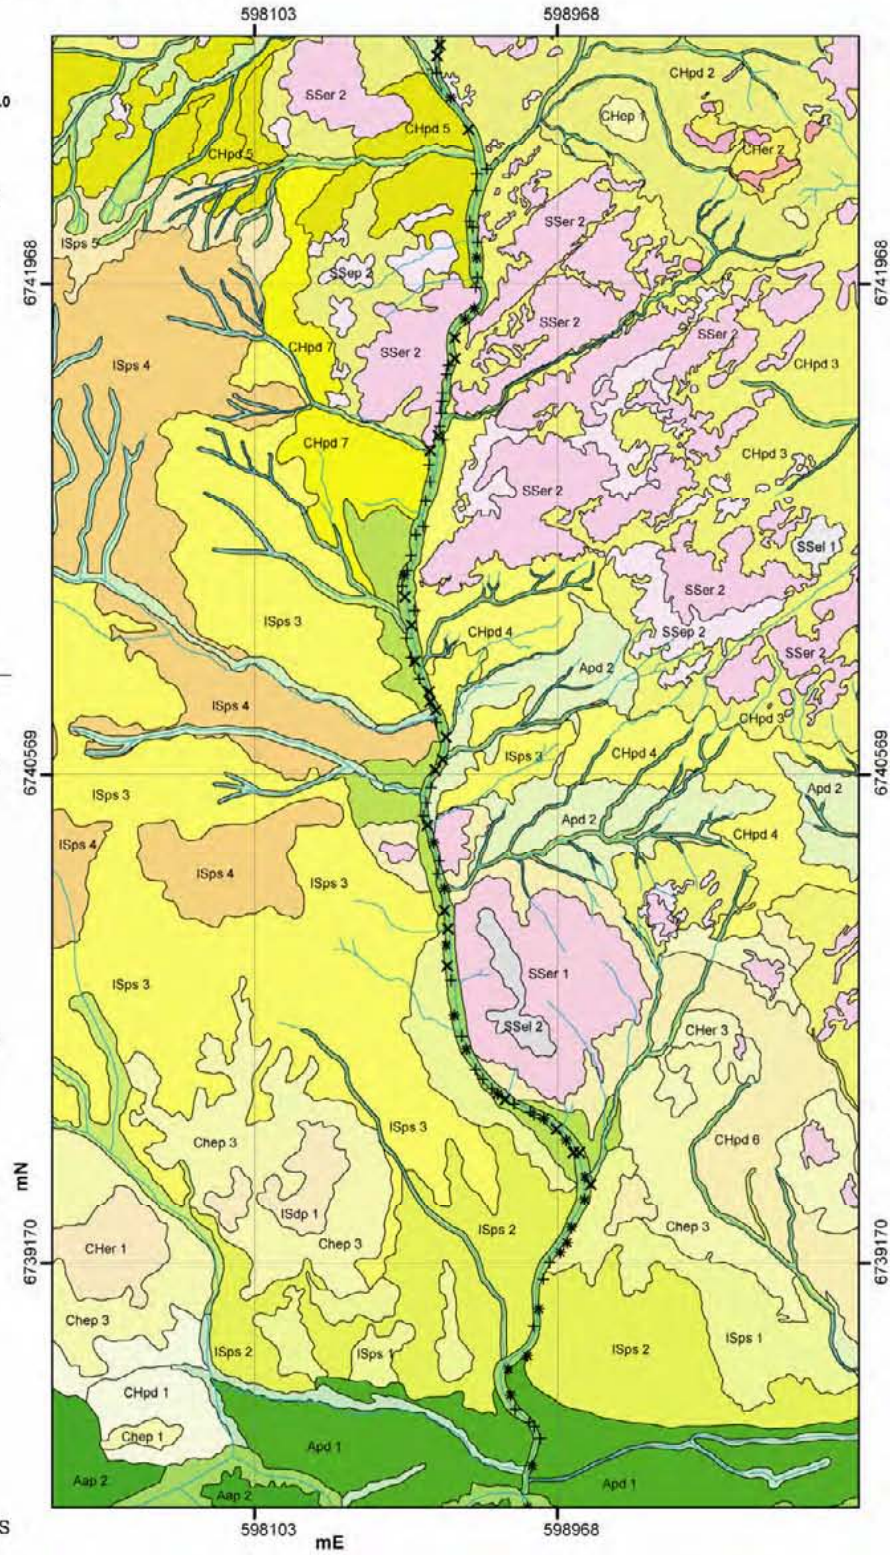 598103 598968
CHpd 2
SSer 2
.0
CHep 1
CHpd 5
CHer 2
CHpd 5
SSer 2
ISps 5
SSep 2
6741968 6741968
SSer 2
SSer 2
CHpd 7
SSer 2
ISps 4
CHpd 3
CHpd 7
CHpd 3
SSer 2
SSel 1
SSer 2
ISps 3
CHpd 4
SSep 2
SSer 2
Apd 2
ISps 4
CHpd 3
ISps 3
CHpd 4
6740569 6740569
Apd 2
ISps 3
Apd 2
CHpd 4
ISps 4
ISps 4
ISps 3
SSer 1
ISps 3
SSel 2
CHer 3
ISps 3
Chep 3
CHpd 6
mN
ISdp 1
Chep 3
ISps 2
Chep 3
CHer 1
6739170 6739170
Chep 3
ISps 2
ISps 1
ISps 2
ISps 1
CHpd 1
Chep 1
Apd 1
Aap 2
Aap 2
Apd 1
S
598103 598968
mE